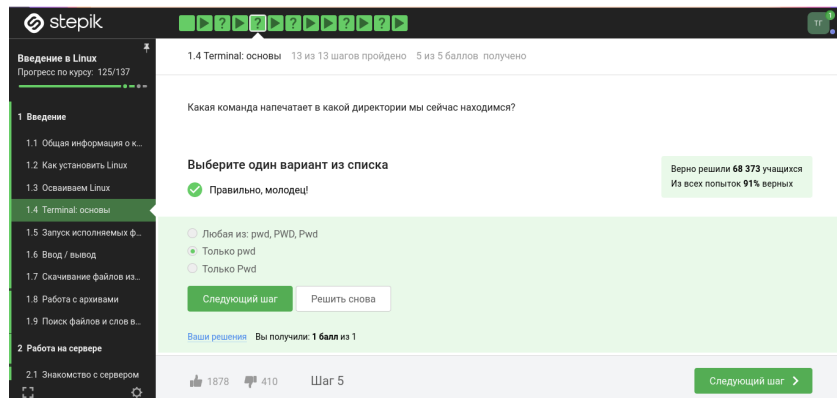 stepik
ТГ
1
Введение в Linux
Прогресс по курсу: 125/137
1 Введение
1.1 Общая информация о к...
1.2 Как установить Linux
1.3 Осваиваем Linux
1.4 Terminal: основы
1.5 Запуск исполняемых ф...
1.6 Ввод / вывод
1.7 Скачивание файлов из...
1.8 Работа с архивами
1.9 Поиск файлов и слов в...
2 Работа на сервере
2.1 Знакомство с сервером
1.4 Terminal: основы 13 из 13 шагов пройдено 5 из 5 баллов получено
Какая команда напечатает в какой директории мы сейчас находимся?
Выберите один вариант из списка
Правильно, молодец!
Верно решили 68 373 учащихся
Из всех попыток 91% верных
Любая из: pwd, PWD, Pwd
Только pwd
Только Pwd
Следующий шаг Решить снова
Ваши решения Вы получили: 1 балл из 1
1878 410 Шаг 5 Следующий шаг